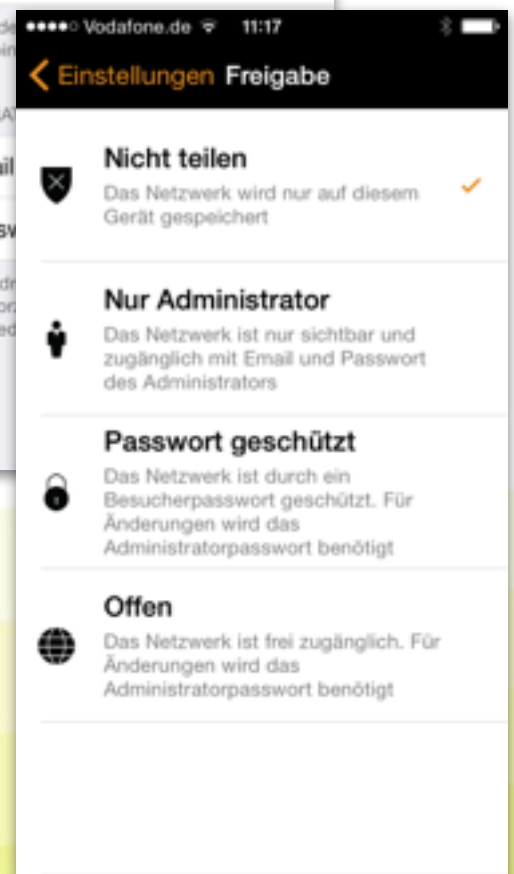 Vodafone.de 11:17
Einstellungen Freigabe
Nicht teilen
Das Netzwerk wird nur auf diesem
Gerät gespeichert
Nur Administrator
Das Netzwerk ist nur sichtbar und
zugänglich mit Email und Passwort
des Administrators
Passwort geschützt
Das Netzwerk ist durch ein
Besucherpasswort geschützt. Für
Änderungen wird das
Administratorpasswort benötigt
Offen
Das Netzwerk ist frei zugänglich. Für
Änderungen wird das
Administratorpasswort benötigt